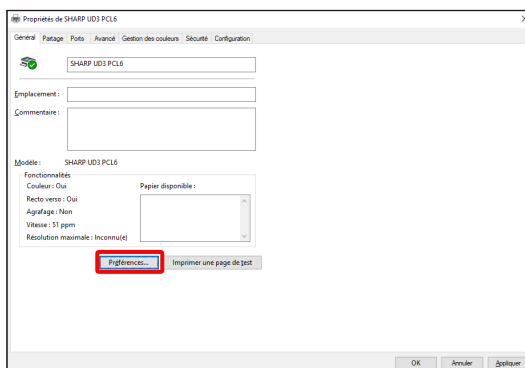 Propriétés de SHARP UD3 PCL6
Général Partage Ports Avancé Gestion des couleurs Sécurité Configuration
SHARP UD3 PCL6
Emplacement :
Commentaire :
Modèle : SHARP UD3 PCL6
Fonctionnalités
Couleur : Oui Papier disponible :
Recto verso : Oui
Agrafage : Non
Vitesse : 51 ppm
Résolution maximale : Inconnu(e)
Préférences... Imprimer une page de test
OK Annuler Appliquer